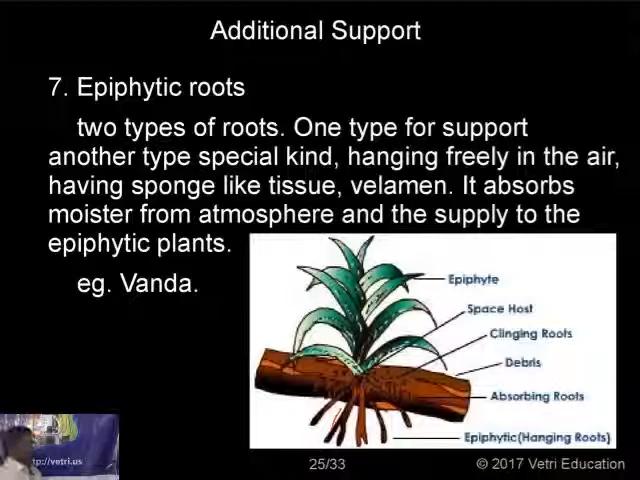 Additional Support
7. Epiphytic roots
two types of roots. One type for support
another type special kind, hanging freely in the air,
having sponge like tissue, velamen. It absorbs
moister from atmosphere and the supply to the
epiphytic plants.
eg. Vanda.
Epiphyte
Space Host
Clinging Roots
Debris
Absorbing Roots
Epiphytic(Hanging Roots)
http://vetri.us
25/33
© 2017 Vetri Education